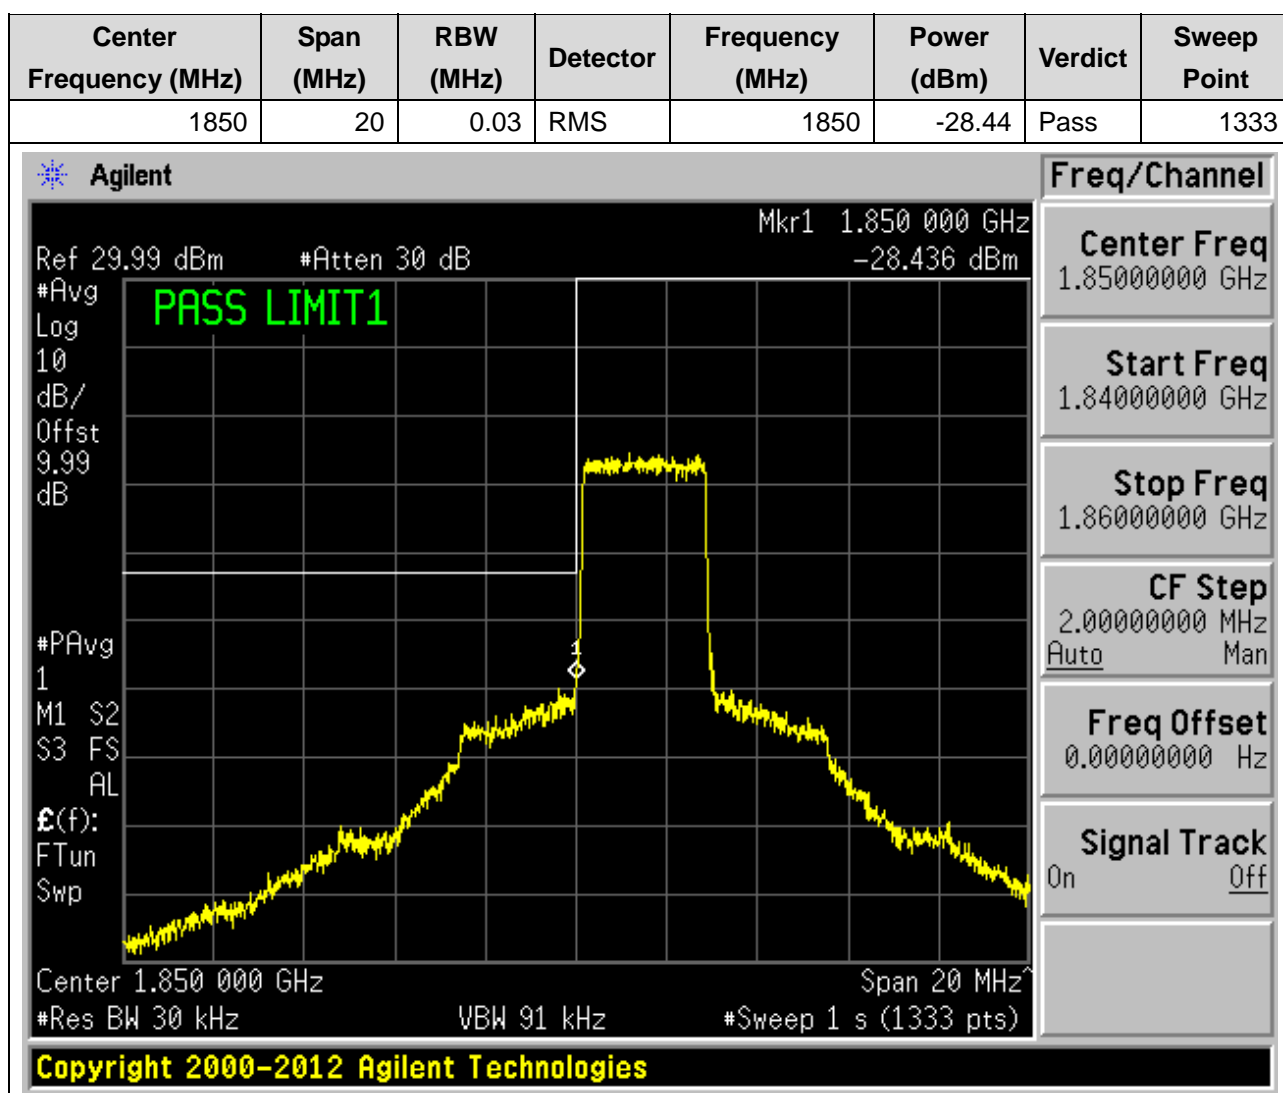 Center Frequency (MHz) Span (MHz) RBW (MHz) Detector Frequency (MHz) Power (dBm) Verdict Sweep Point
1850 20 0.03 RMS 1850 -28.44 Pass 1333
Agilent
Freq/Channel
Mkr1 1.850 000 GHz
Ref 29.99 dBm #Atten 30 dB -28.436 dBm
#Avg
Log
10
dB/
Offst
9.99
dB
PASS LIMIT1
1
#PAvg
1
M1 S2
S3 FS
AL
£(f):
FTun
Swp
Center 1.850 000 GHz Span 20 MHz^
#Res BW 30 kHz VBW 91 kHz #Sweep 1 s (1333 pts)
Center Freq
1.85000000 GHz
Start Freq
1.84000000 GHz
Stop Freq
1.86000000 GHz
CF Step
2.00000000 MHz
Auto Man
Freq Offset
0.00000000 Hz
Signal Track
On Off
Copyright 2000-2012 Agilent Technologies